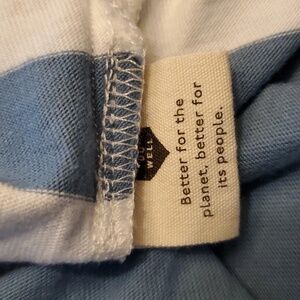 WELL
Better for the
planet, better for
its people.